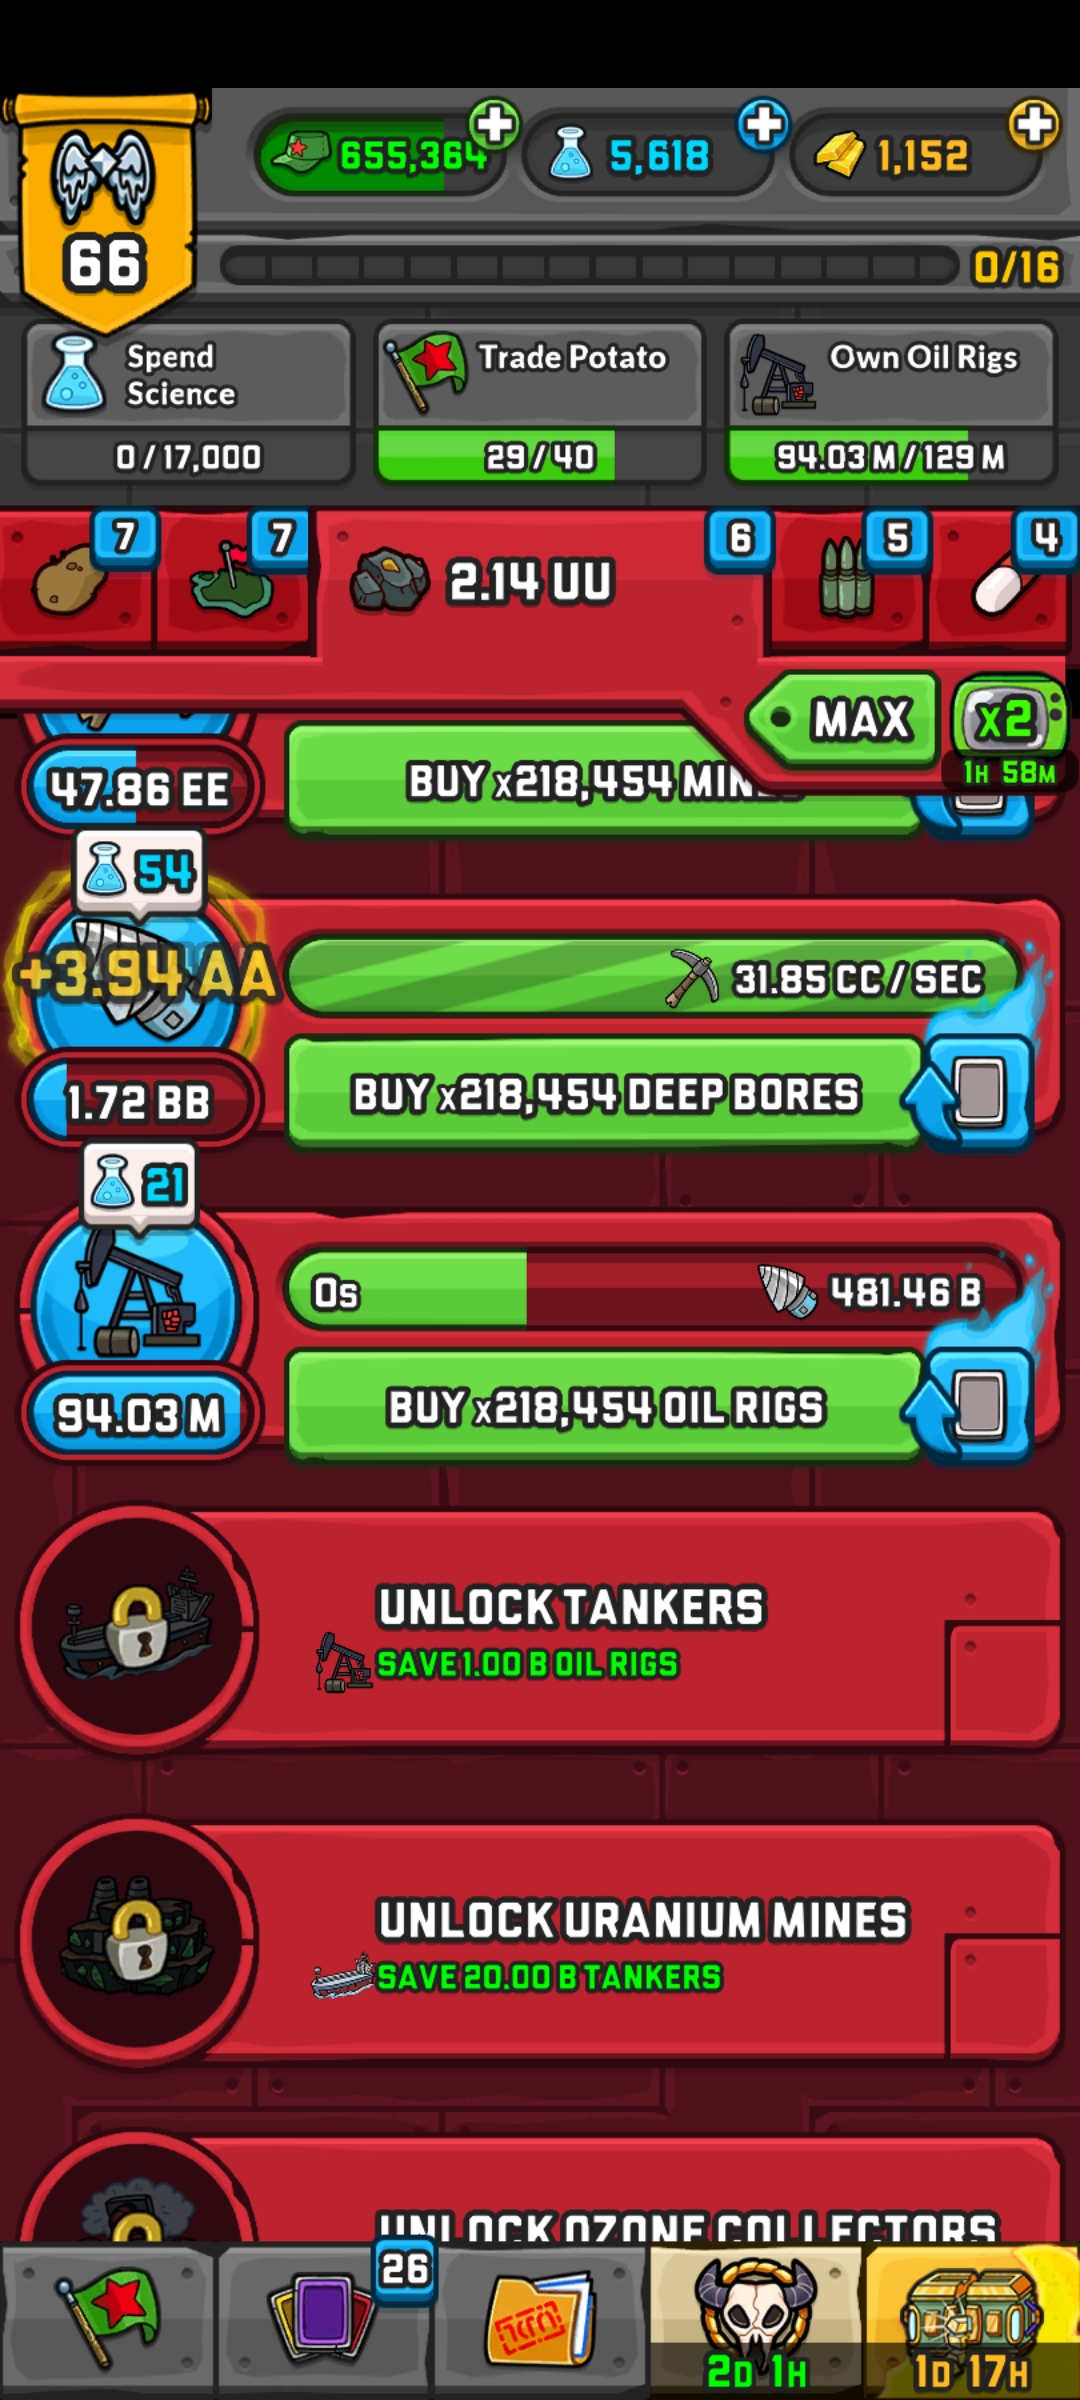 655,364
5,618
1,152
66
0/16
Spend
Science
0/17,000
Trade Potato
29/40
Own Oil Rigs
94.03 M/129 M
7
7
2.14 UU
6
5
4
MAX
x2
1H 58M
47.86 EE
BUY x218,454
54
+3.94 AA
31.85 CC/SEC
1.72 BB
BUY x218,454 DEEP BORES
21
0s
481.46 B
94.03 M
BUY x218,454 OIL RIGS
UNLOCK TANKERS
SAVE 1.00 B OIL RIGS
UNLOCK URANIUM MINES
SAVE 20.00 B TANKERS
UNLOCK OZONE COLLECTORS
26
2D 1H
1D 17H